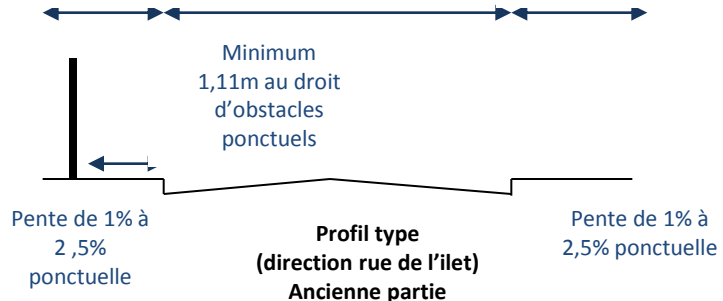 Minimum
1,11m au droit
d’obstacles
ponctuels
Pente de 1% à
2 ,5%
ponctuelle
Profil type
(direction rue de l’ilet)
Ancienne partie
Pente de 1% à
2,5% ponctuelle